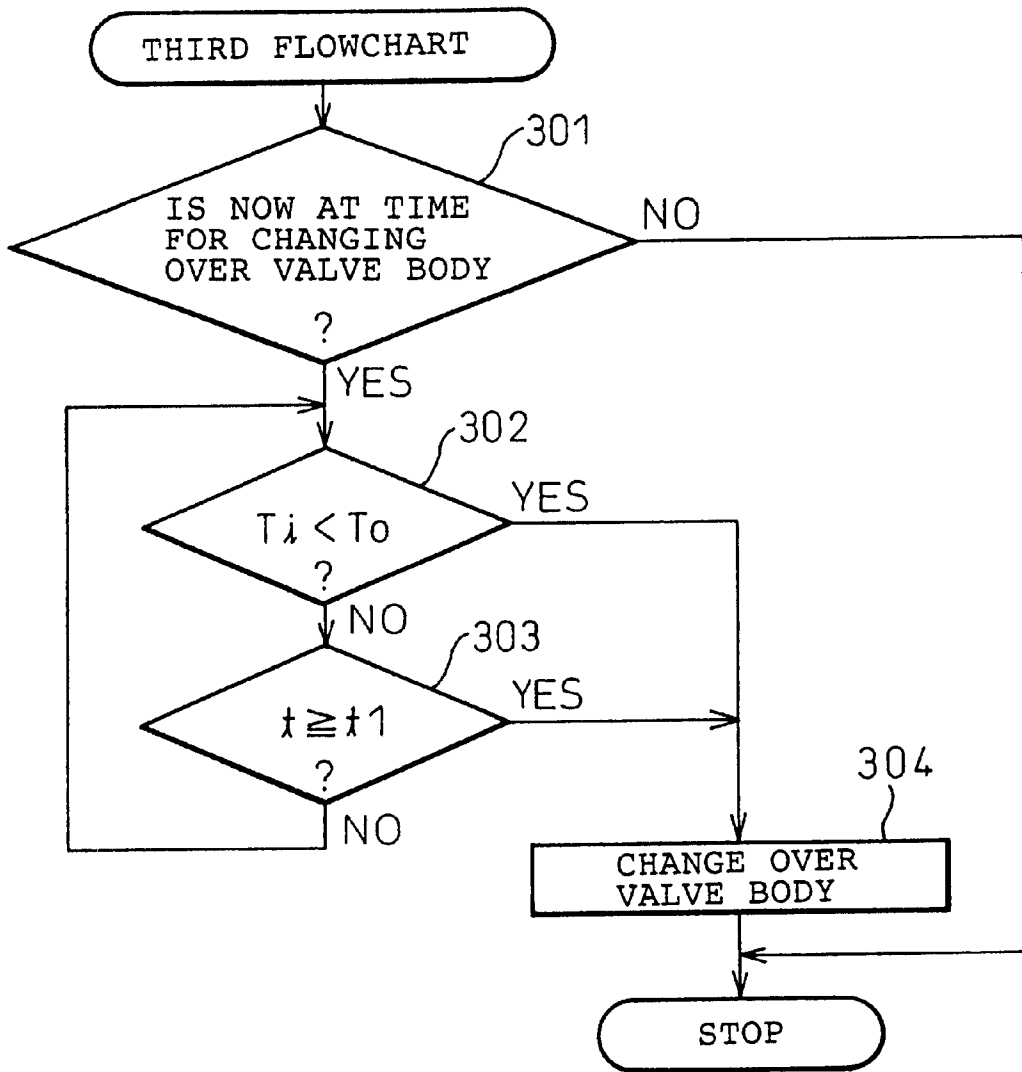 THIRD FLOWCHART
301
IS NOW AT TIME
FOR CHANGING
OVER VALVE BODY
?
NO
YES
302
Ti < To
?
YES
NO
303
t ≧ t1
?
YES
NO
304
CHANGE OVER
VALVE BODY
STOP